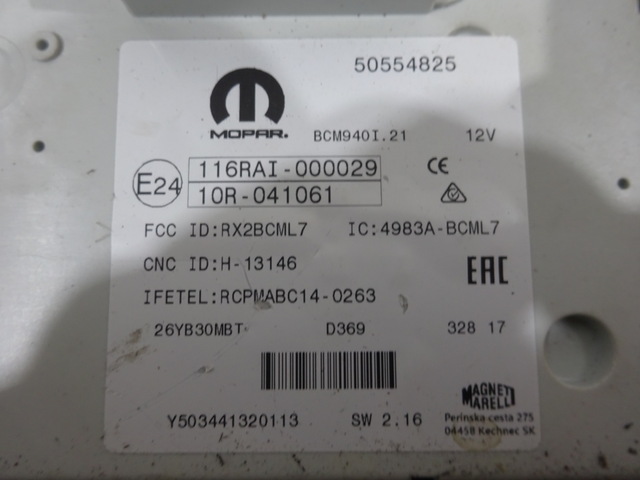 50554825
MOPAR.
BCM940I.21 12V
E24
116RAI-000029
10R-041061
CE
FCC ID:RX2BCML7 IC:4983A-BCML7
CNC ID:H-13146
EAC
IFETEL:RCPMABC14-0263
26YB30MBT D369 328 17
MAGNETI
MARELLI
Y503441320113 SW 2.16
Perinska cesta 275
04458 Kechnec SK